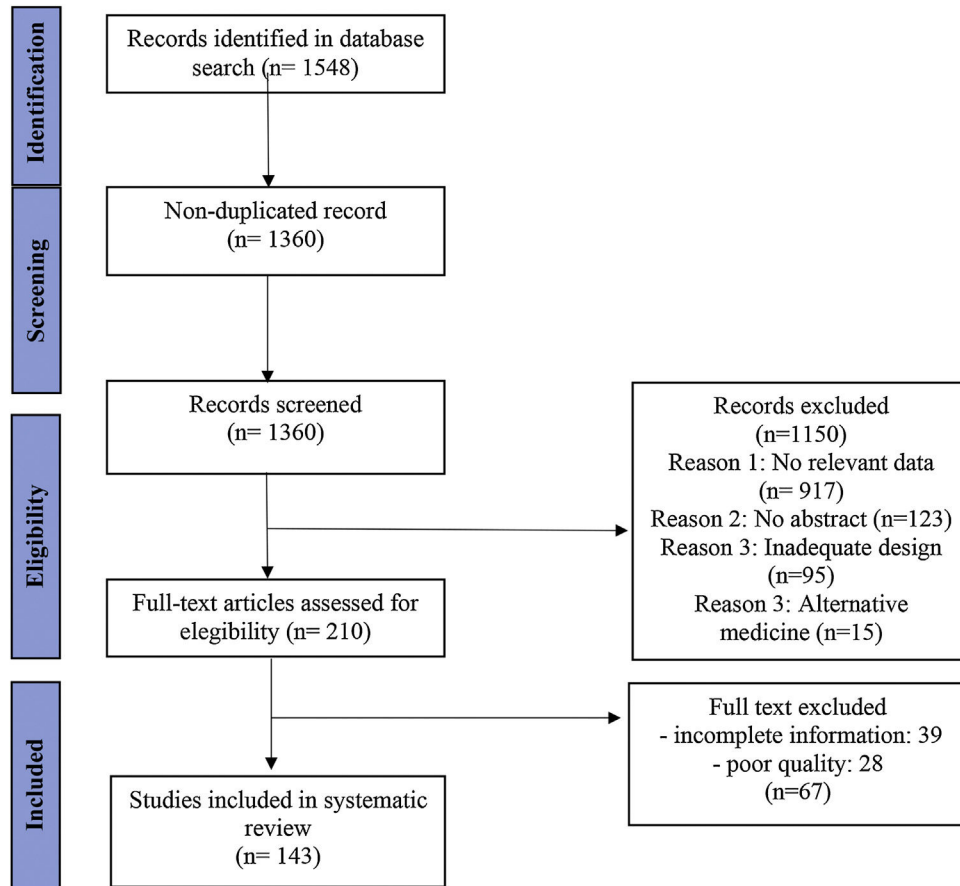 Identification
Records identified in database
search (n= 1548)
Screening
Non-duplicated record
(n= 1360)
Records screened
(n= 1360)
Eligibility
Records excluded
(n=1150)
Reason 1: No relevant data
(n= 917)
Reason 2: No abstract (n=123)
Reason 3: Inadequate design
(n=95)
Reason 3: Alternative
medicine (n=15)
Full-text articles assessed for
elegibility (n= 210)
Included
Full text excluded
- incomplete information: 39
- poor quality: 28
(n=67)
Studies included in systematic
review
(n= 143)